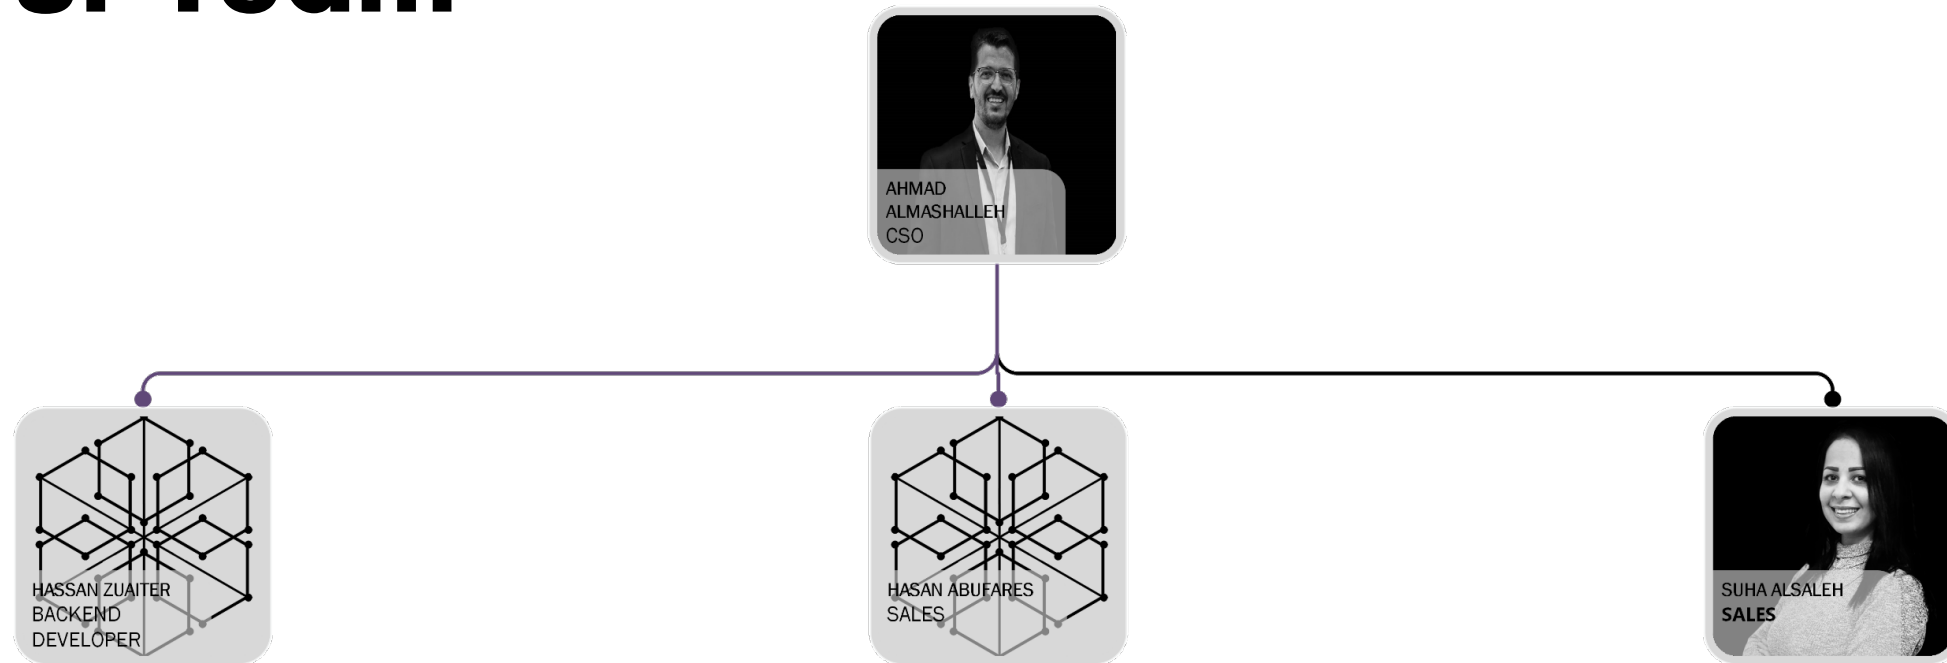 AHMAD
ALMASHALLEH
CSO
HASSAN ZUAITER
BACKEND
DEVELOPER
HASAN ABUFARES
SALES
SUHA ALSALEH
SALES